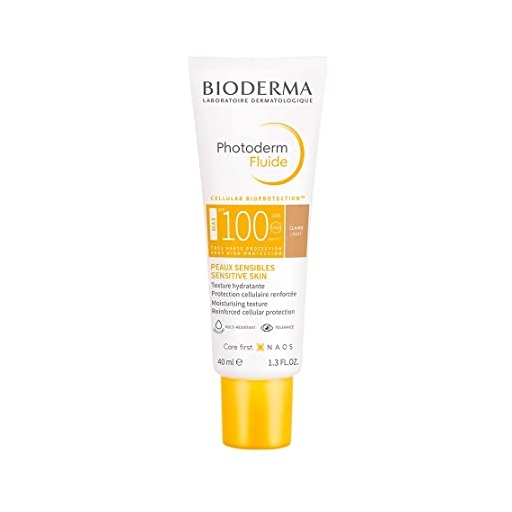 BIODERMA
LABORATOIRE DERMATOLOGIQUE
Photoderm
Fluide
CELLULAR BIOPROTECTION™
MAX SPF 100 CLAIRE
LIGHT
TRÈS HAUTE PROTECTION
VERY HIGH PROTECTION
PEAUX SENSIBLES
SENSITIVE SKIN
Texture hydratante
Protection cellulaire renforcée
Moisturising texture
Reinforced cellular protection
TOLERANCE
Care first. NAOS
40 ml e 1.3 FL.OZ.